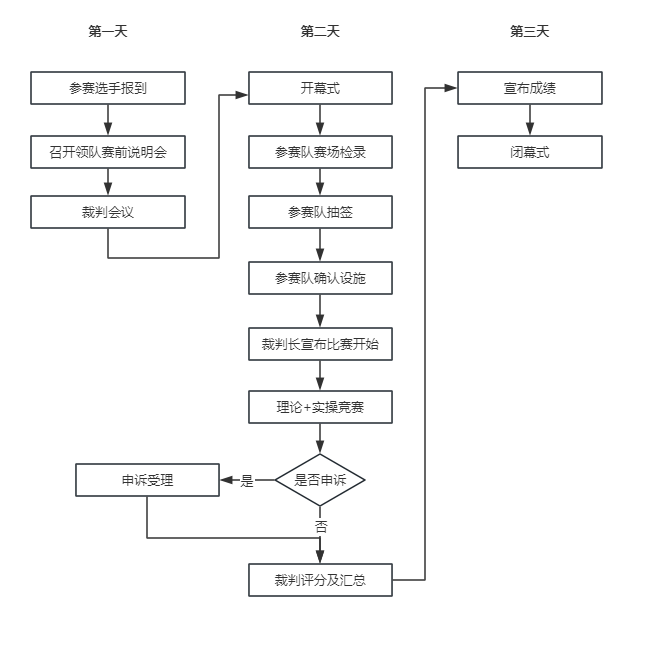 第一天
参赛选手报到
召开领队赛前说明会
裁判会议
第二天
开幕式
参赛队赛场检录
参赛队抽签
参赛队确认设施
裁判长宣布比赛开始
理论+实操竞赛
是否申诉
是
申诉受理
否
裁判评分及汇总
第三天
宣布成绩
闭幕式